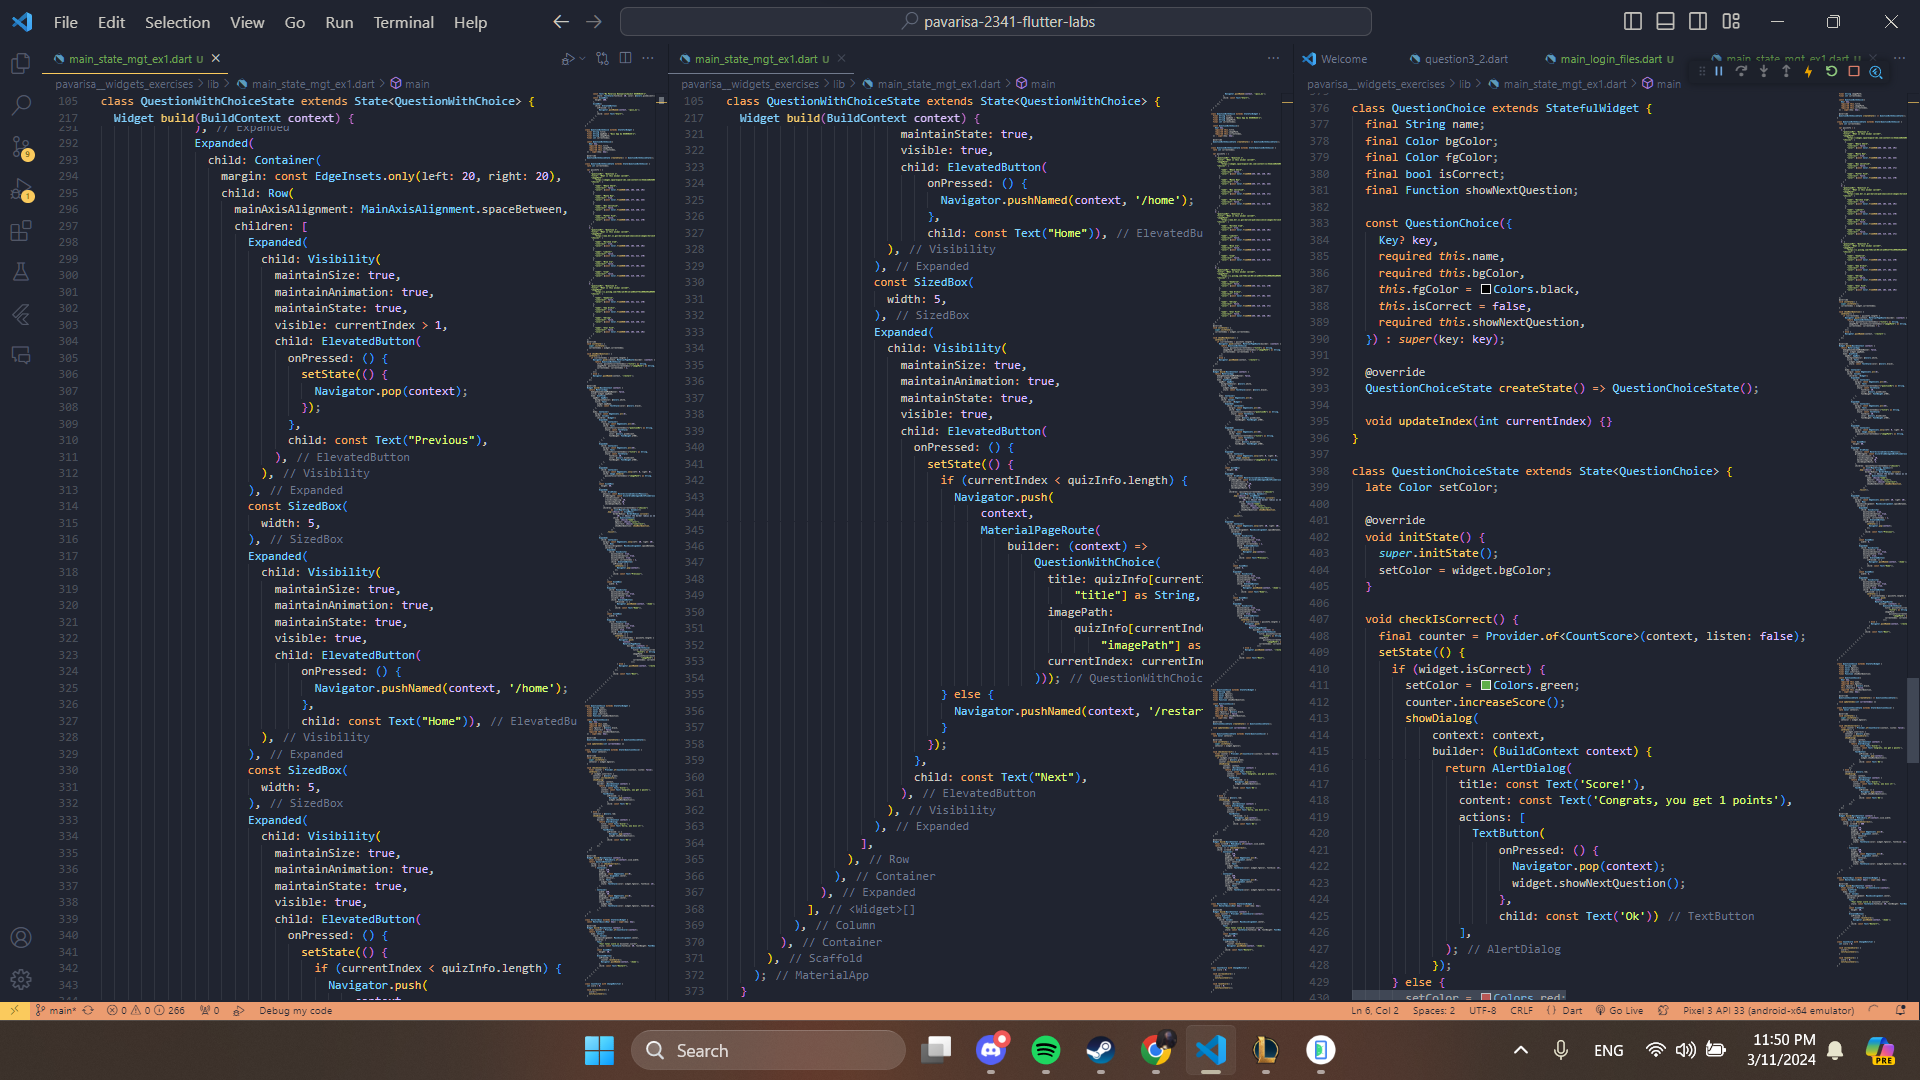 File Edit Selection View Go Run Terminal Help
pavarisa-2341-flutter-labs
main_state_mgt_ex1.dart U
pavarisa__widgets_exercises > lib > main_state_mgt_ex1.dart > main
105 class QuestionWithChoiceState extends State<QuestionWithChoice> {
217 Widget build(BuildContext context) {
291 ), // Expanded
292 Expanded(
293 child: Container(
294 margin: const EdgeInsets.only(left: 20, right: 20),
295 child: Row(
296 mainAxisAlignment: MainAxisAlignment.spaceBetween,
297 children: [
298 Expanded(
299 child: Visibility(
300 maintainSize: true,
301 maintainAnimation: true,
302 maintainState: true,
303 visible: currentIndex > 1,
304 child: ElevatedButton(
305 onPressed: () {
306 setState(() {
307 Navigator.pop(context);
308 });
309 },
310 child: const Text("Previous"),
311 ), // ElevatedButton
312 ), // Visibility
313 ), // Expanded
314 const SizedBox(
315 width: 5,
316 ), // SizedBox
317 Expanded(
318 child: Visibility(
319 maintainSize: true,
320 maintainAnimation: true,
321 maintainState: true,
322 visible: true,
323 child: ElevatedButton(
324 onPressed: () {
325 Navigator.pushNamed(context, '/home');
326 },
327 child: const Text("Home")), // ElevatedBu
328 ), // Visibility
329 ), // Expanded
330 const SizedBox(
331 width: 5,
332 ), // SizedBox
333 Expanded(
334 child: Visibility(
335 maintainSize: true,
336 maintainAnimation: true,
337 maintainState: true,
338 visible: true,
339 child: ElevatedButton(
340 onPressed: () {
341 setState(() {
342 if (currentIndex < quizInfo.length) {
343 Navigator.push(
main_state_mgt_ex1.dart U
pavarisa__widgets_exercises > lib > main_state_mgt_ex1.dart > main
105 class QuestionWithChoiceState extends State<QuestionWithChoice> {
217 Widget build(BuildContext context) {
321 maintainState: true,
322 visible: true,
323 child: ElevatedButton(
324 onPressed: () {
325 Navigator.pushNamed(context, '/home');
326 },
327 child: const Text("Home")), // ElevatedBu
328 ), // Visibility
329 ), // Expanded
330 const SizedBox(
331 width: 5,
332 ), // SizedBox
333 Expanded(
334 child: Visibility(
335 maintainSize: true,
336 maintainAnimation: true,
337 maintainState: true,
338 visible: true,
339 child: ElevatedButton(
340 onPressed: () {
341 setState(() {
342 if (currentIndex < quizInfo.length) {
343 Navigator.push(
344 context,
345 MaterialPageRoute(
346 builder: (context) =>
347 QuestionWithChoice(
348 title: quizInfo[currentI
349 "title"] as String,
350 imagePath:
351 quizInfo[currentInde
352 "imagePath"] as
353 currentIndex: currentIn
354 ))); // QuestionWithChoic
355 } else {
356 Navigator.pushNamed(context, '/restar
357 }
358 });
359 },
360 child: const Text("Next"),
361 ), // ElevatedButton
362 ), // Visibility
363 ), // Expanded
364 ],
365 ), // Row
366 ), // Container
367 ), // Expanded
368 ], // <Widget>[]
369 ), // Column
370 ), // Container
371 ), // Scaffold
372 ); // MaterialApp
373 }
Welcome question3_2.dart main_login_files.dart U main_state_mgt_ex1.dart U
pavarisa__widgets_exercises > lib > main_state_mgt_ex1.dart > main
376 class QuestionChoice extends StatefulWidget {
377 final String name;
378 final Color bgColor;
379 final Color fgColor;
380 final bool isCorrect;
381 final Function showNextQuestion;
382
383 const QuestionChoice({
384 Key? key,
385 required this.name,
386 required this.bgColor,
387 this.fgColor = Colors.black,
388 this.isCorrect = false,
389 required this.showNextQuestion,
390 }) : super(key: key);
391
392 @override
393 QuestionChoiceState createState() => QuestionChoiceState();
394
395 void updateIndex(int currentIndex) {}
396 }
397
398 class QuestionChoiceState extends State<QuestionChoice> {
399 late Color setColor;
400
401 @override
402 void initState() {
403 super.initState();
404 setColor = widget.bgColor;
405 }
406
407 void checkIsCorrect() {
408 final counter = Provider.of<CountScore>(context, listen: false);
409 setState(() {
410 if (widget.isCorrect) {
411 setColor = Colors.green;
412 counter.increaseScore();
413 showDialog(
414 context: context,
415 builder: (BuildContext context) {
416 return AlertDialog(
417 title: const Text('Score!'),
418 content: const Text('Congrats, you get 1 points'),
419 actions: [
420 TextButton(
421 onPressed: () {
422 Navigator.pop(context);
423 widget.showNextQuestion();
424 },
425 child: const Text('Ok')) // TextButton
426 ],
427 ); // AlertDialog
428 });
429 } else {
430 setColor = Colors.red;
main* 0 0 266 0 Debug my code
Ln 6, Col 2 Spaces: 2 UTF-8 CRLF {} Dart Go Live Pixel 3 API 33 (android-x64 emulator)
Search
ENG
11:50 PM
3/11/2024
PRE